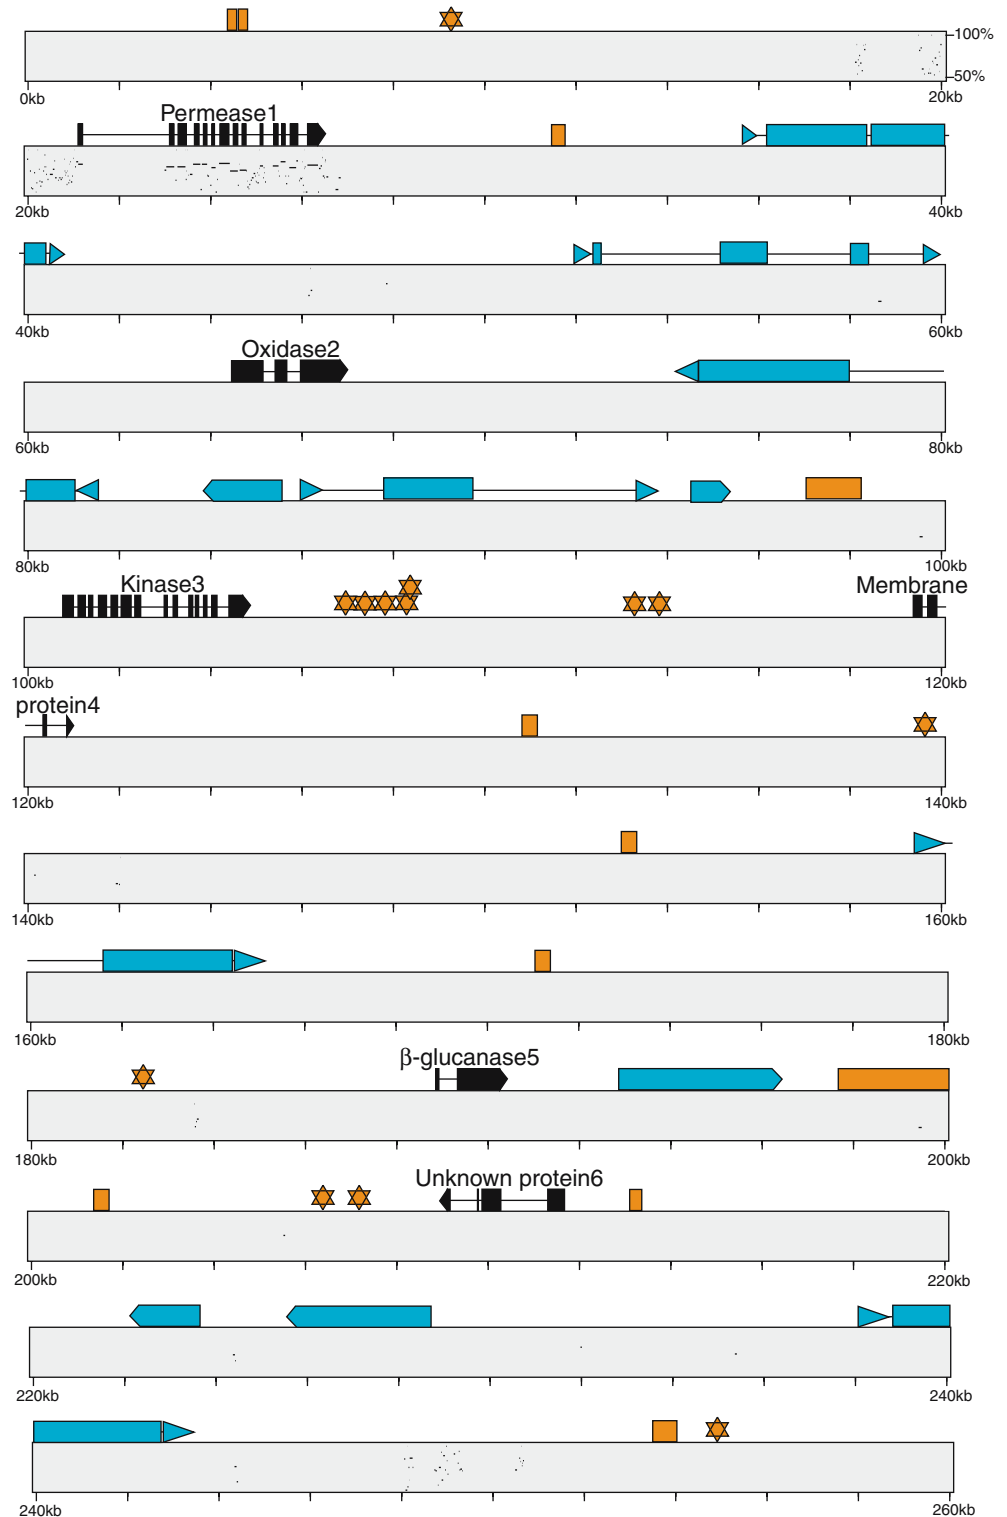 100%
50%
0kb 20kb
Permease1
20kb 40kb
40kb 60kb
Oxidase2
60kb 80kb
80kb 100kb
Kinase3 Membrane
100kb 120kb
protein4
120kb 140kb
140kb 160kb
160kb 180kb
β-glucanase5
180kb 200kb
Unknown protein6
200kb 220kb
220kb 240kb
240kb 260kb